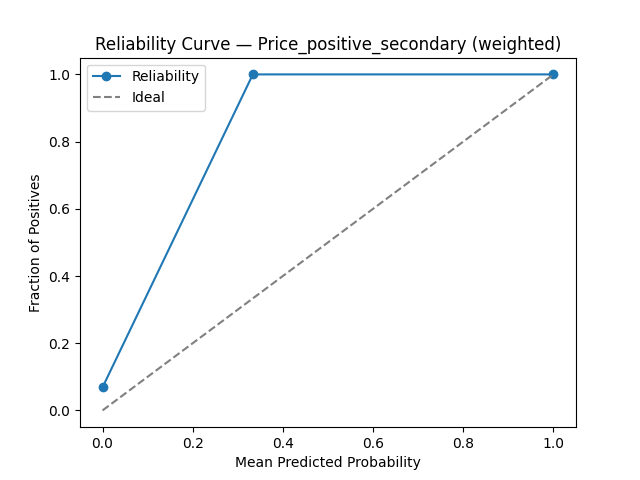 Reliability Curve — Price_positive_secondary (weighted)
Reliability
Ideal
1.0
0.8
0.6
0.4
0.2
0.0
Fraction of Positives
0.0 0.2 0.4 0.6 0.8 1.0
Mean Predicted Probability